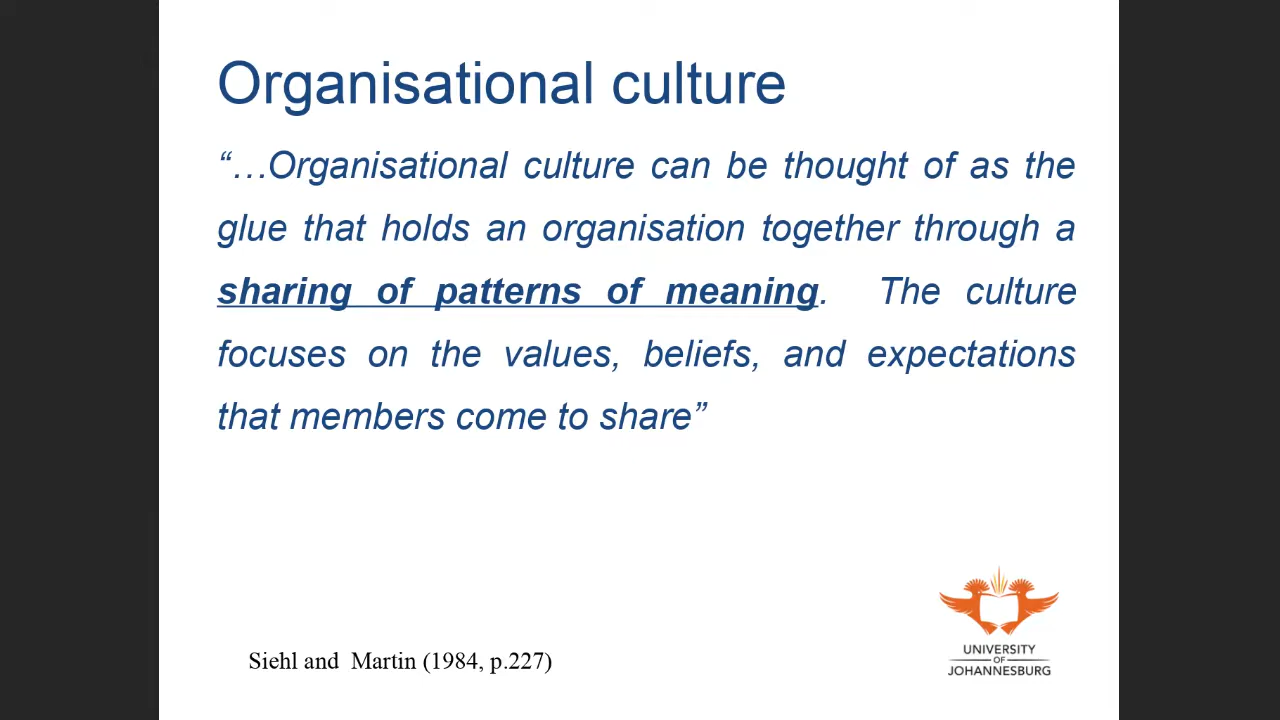 Organisational culture
“…Organisational culture can be thought of as the
glue that holds an organisation together through a
sharing of patterns of meaning. The culture
focuses on the values, beliefs, and expectations
that members come to share”
Siehl and Martin (1984, p.227)
UNIVERSITY
OF
JOHANNESBURG